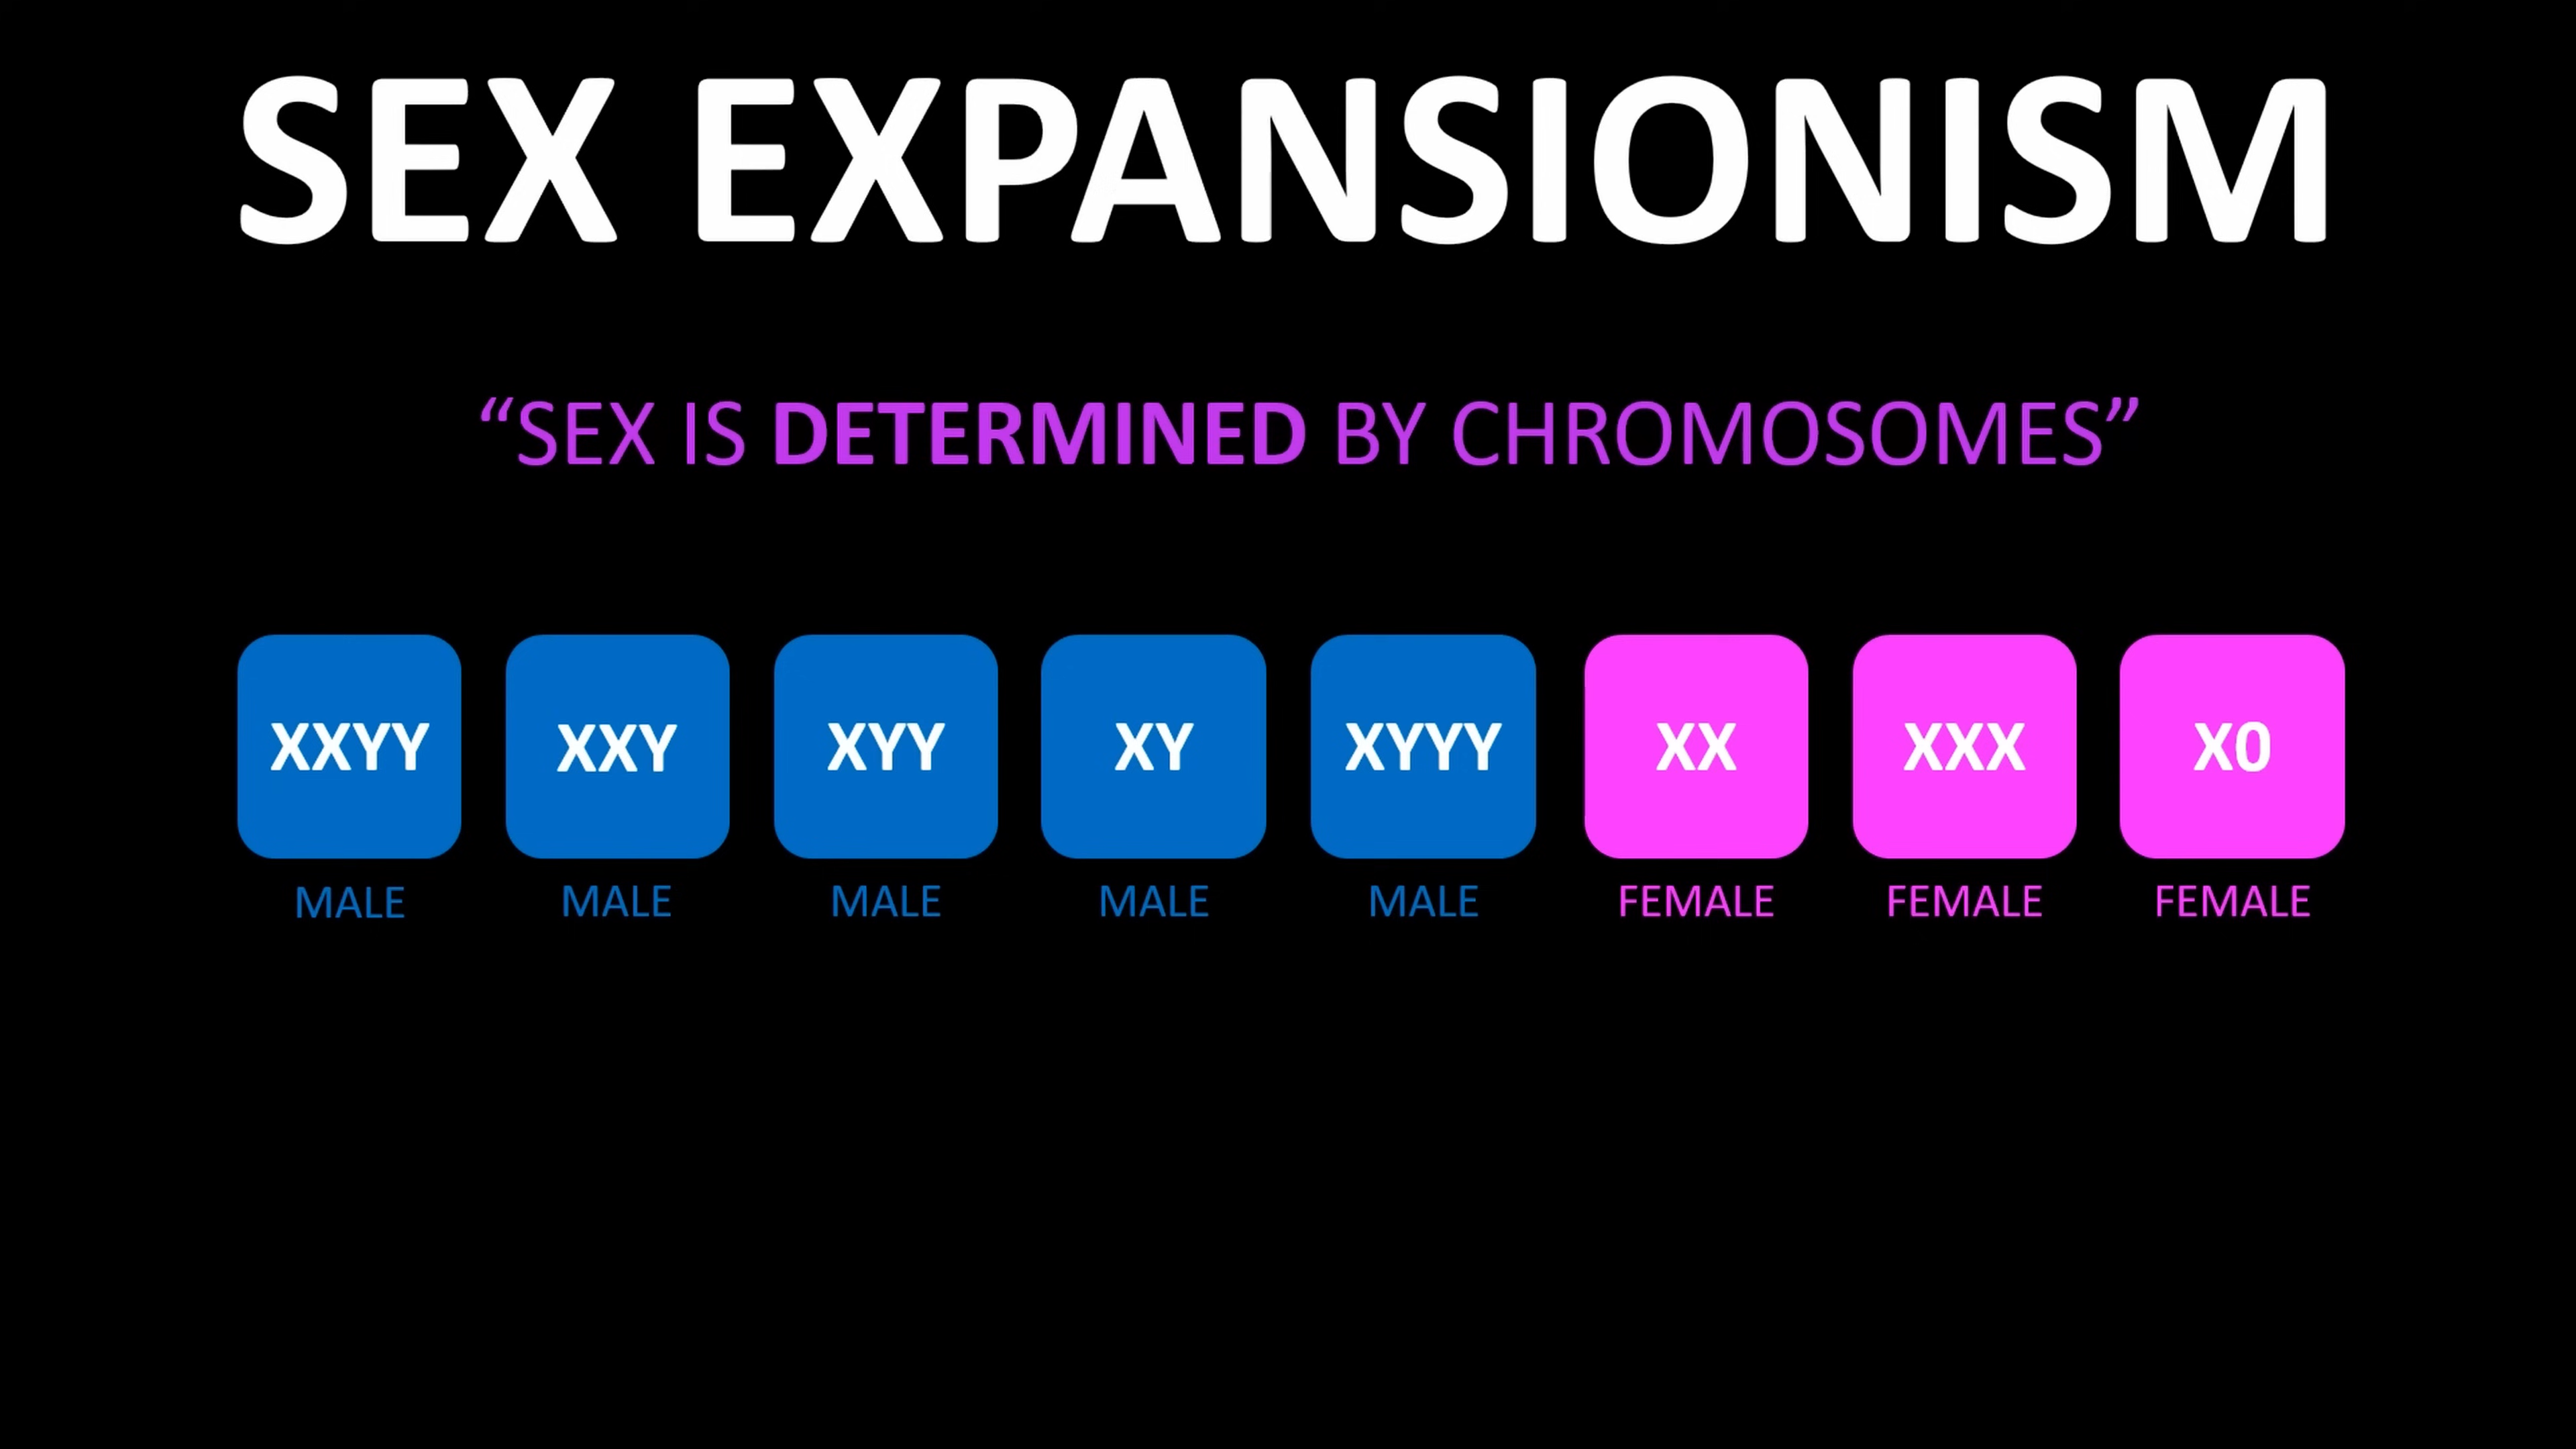 SEX EXPANSIONISM
“SEX IS DETERMINED BY CHROMOSOMES”
XXYY XXY XYY XY XYYY XX XXX X0
MALE MALE MALE MALE MALE FEMALE FEMALE FEMALE